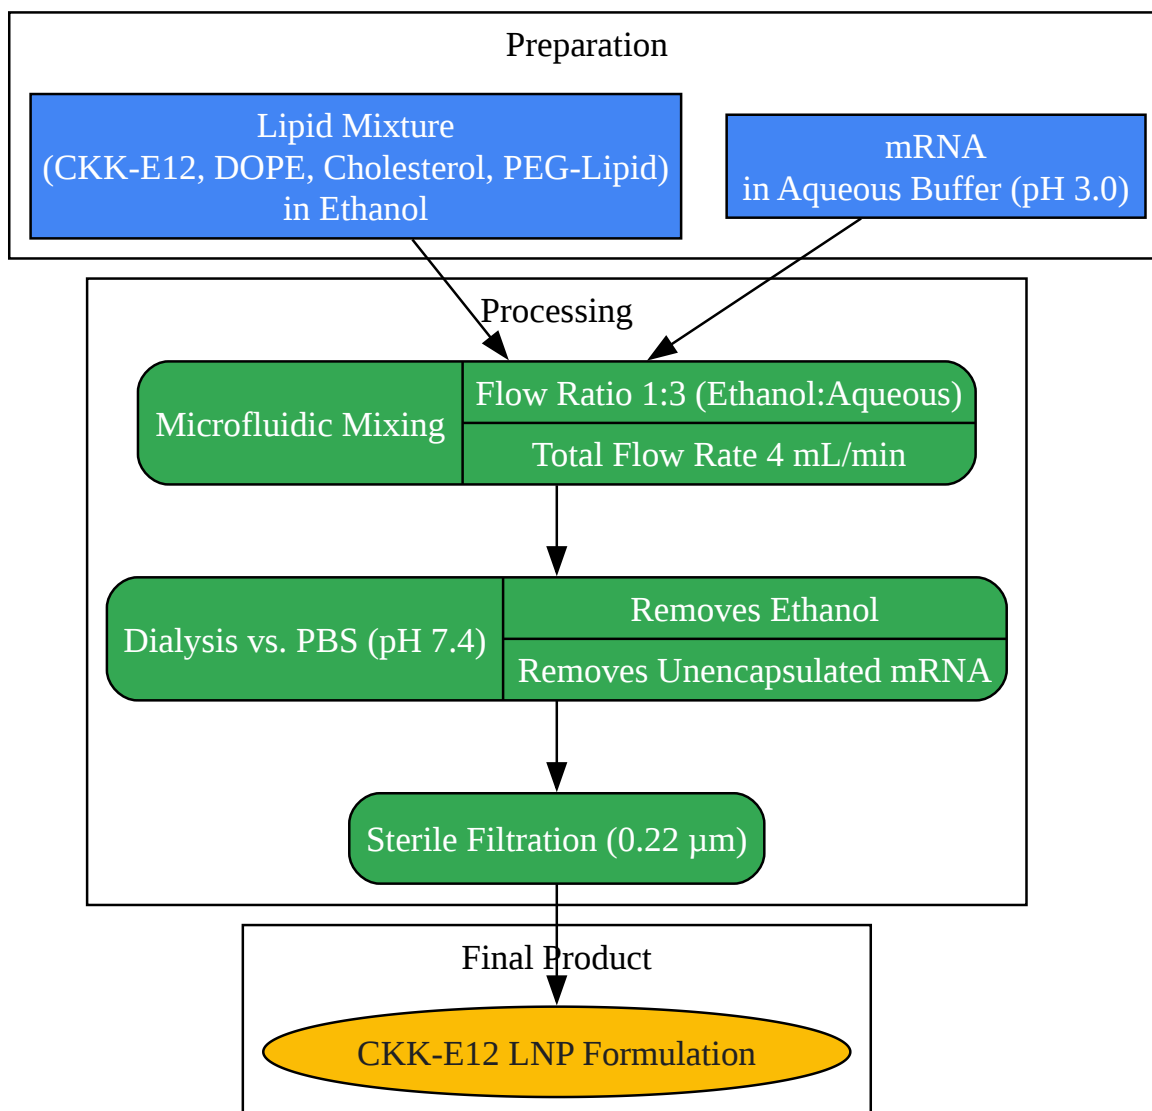 Preparation
Lipid Mixture
(CKK-E12, DOPE, Cholesterol, PEG-Lipid)
in Ethanol
mRNA
in Aqueous Buffer (pH 3.0)
Processing
Microfluidic Mixing
Flow Ratio 1:3 (Ethanol:Aqueous)
Total Flow Rate 4 mL/min
Dialysis vs. PBS (pH 7.4)
Removes Ethanol
Removes Unencapsulated mRNA
Sterile Filtration (0.22 µm)
Final Product
CKK-E12 LNP Formulation